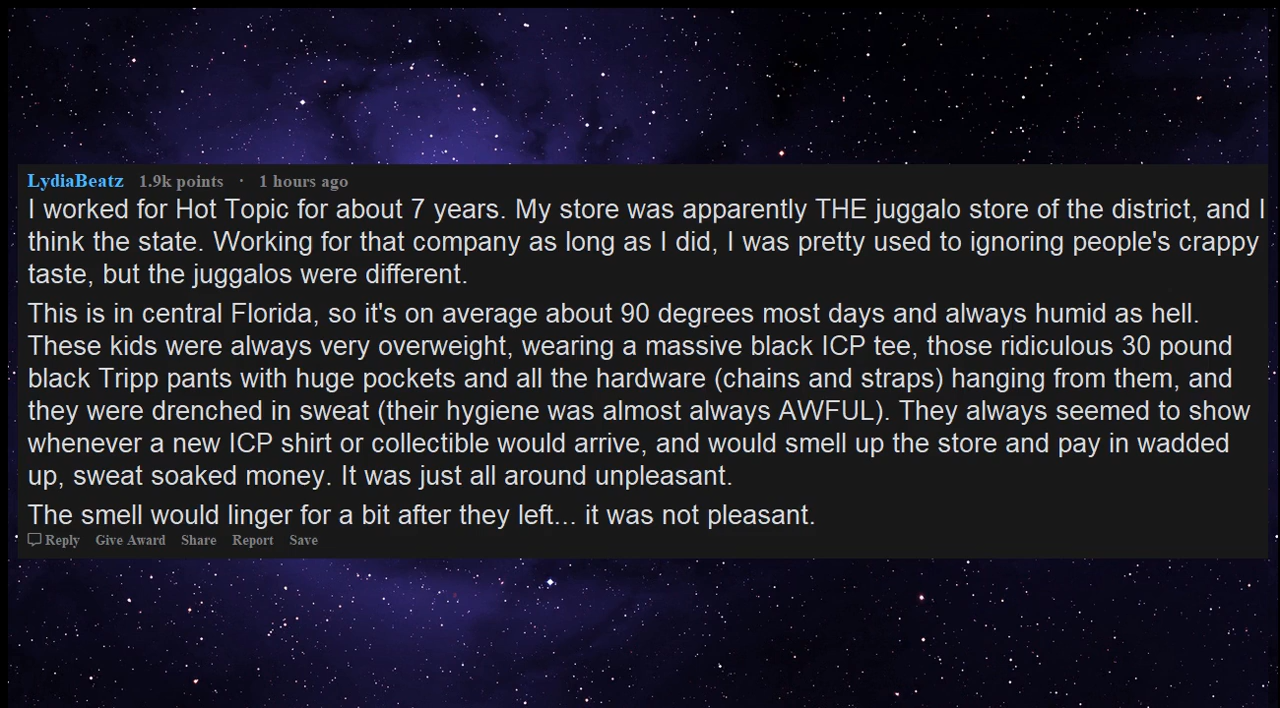 LydiaBeatz 1.9k points · 1 hours ago
I worked for Hot Topic for about 7 years. My store was apparently THE juggalo store of the district, and I
think the state. Working for that company as long as I did, I was pretty used to ignoring people's crappy
taste, but the juggalos were different.
This is in central Florida, so it's on average about 90 degrees most days and always humid as hell.
These kids were always very overweight, wearing a massive black ICP tee, those ridiculous 30 pound
black Tripp pants with huge pockets and all the hardware (chains and straps) hanging from them, and
they were drenched in sweat (their hygiene was almost always AWFUL). They always seemed to show
whenever a new ICP shirt or collectible would arrive, and would smell up the store and pay in wadded
up, sweat soaked money. It was just all around unpleasant.
The smell would linger for a bit after they left... it was not pleasant.
Reply Give Award Share Report Save